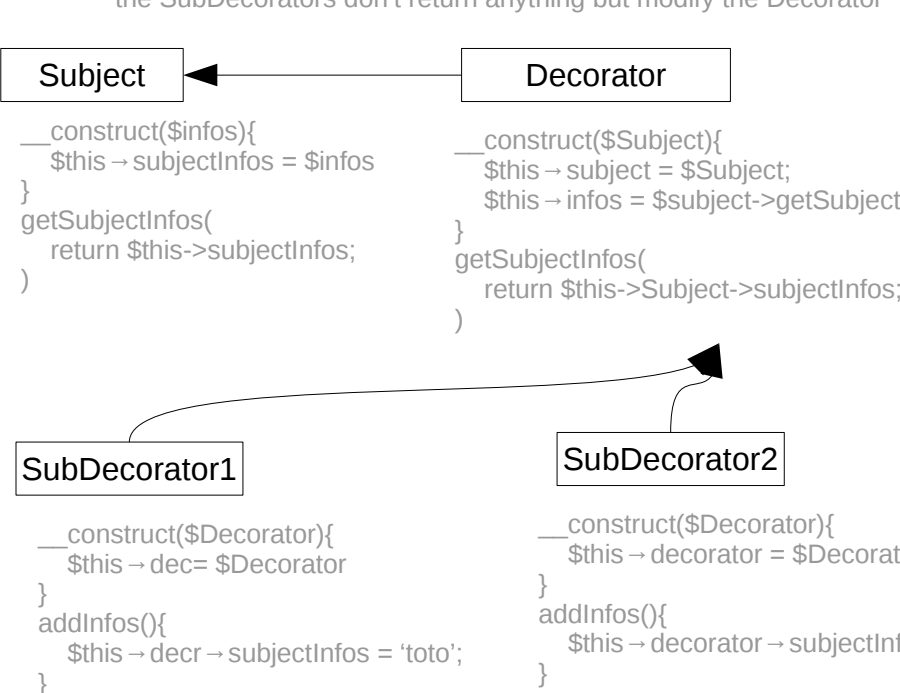 the SubDecorators don't return anything but modify the Decorator
Subject
__construct($infos){
$this→subjectInfos = $infos
}
getSubjectInfos(
return $this->subjectInfos;
)
Decorator
__construct($Subject){
$this→subject = $Subject;
$this→infos = $subject->getSubject
}
getSubjectInfos(
return $this->Subject->subjectInfos;
)
SubDecorator1
__construct($Decorator){
$this→dec= $Decorator
}
addInfos(){
$this→decr→subjectInfos = ‘toto’;
}
SubDecorator2
__construct($Decorator){
$this→decorator = $Decorat
}
addInfos(){
$this→decorator→subjectInf
}